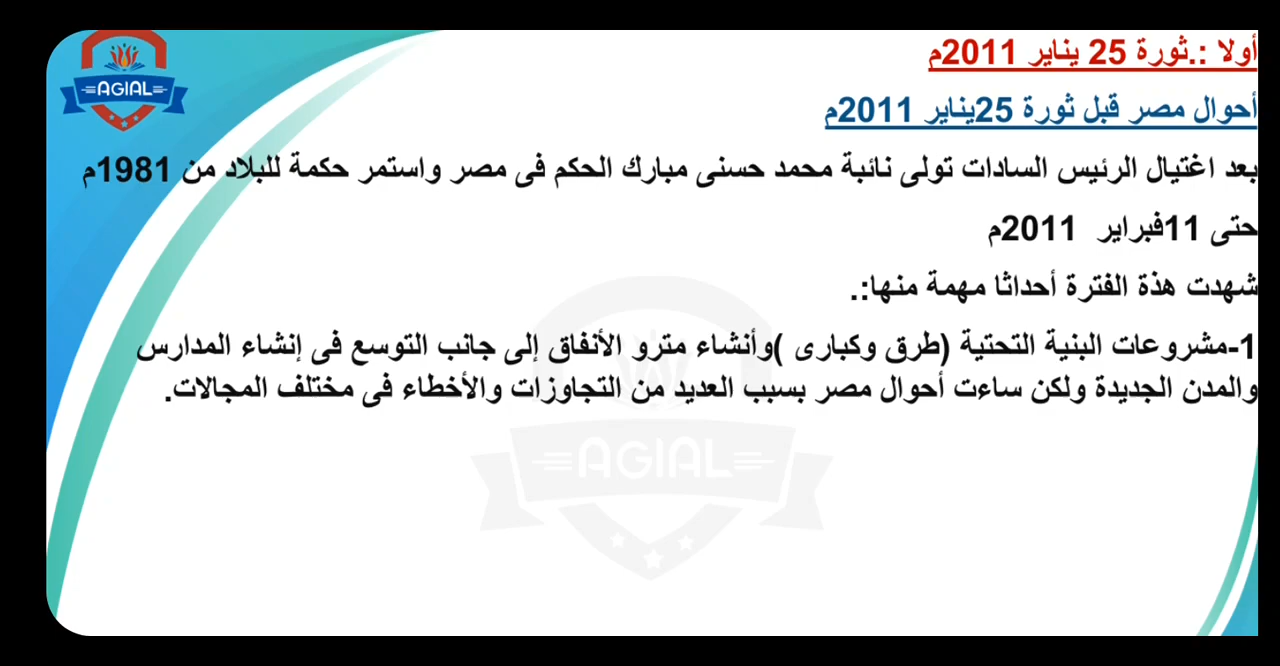 AGIAL
أولا :.ثورة 25 يناير 2011م
أحوال مصر قبل ثورة 25يناير 2011م
بعد اغتيال الرئيس السادات تولى نائبة محمد حسنى مبارك الحكم فى مصر واستمر حكمة للبلاد من 1981م
حتى 11فبراير 2011م
شهدت هذة الفترة أحداثا مهمة منها:.
1-مشروعات البنية التحتية (طرق وكبارى )وأنشاء مترو الأنفاق إلى جانب التوسع فى إنشاء المدارس
والمدن الجديدة ولكن ساءت أحوال مصر بسبب العديد من التجاوزات والأخطاء فى مختلف المجالات.
AGIAL